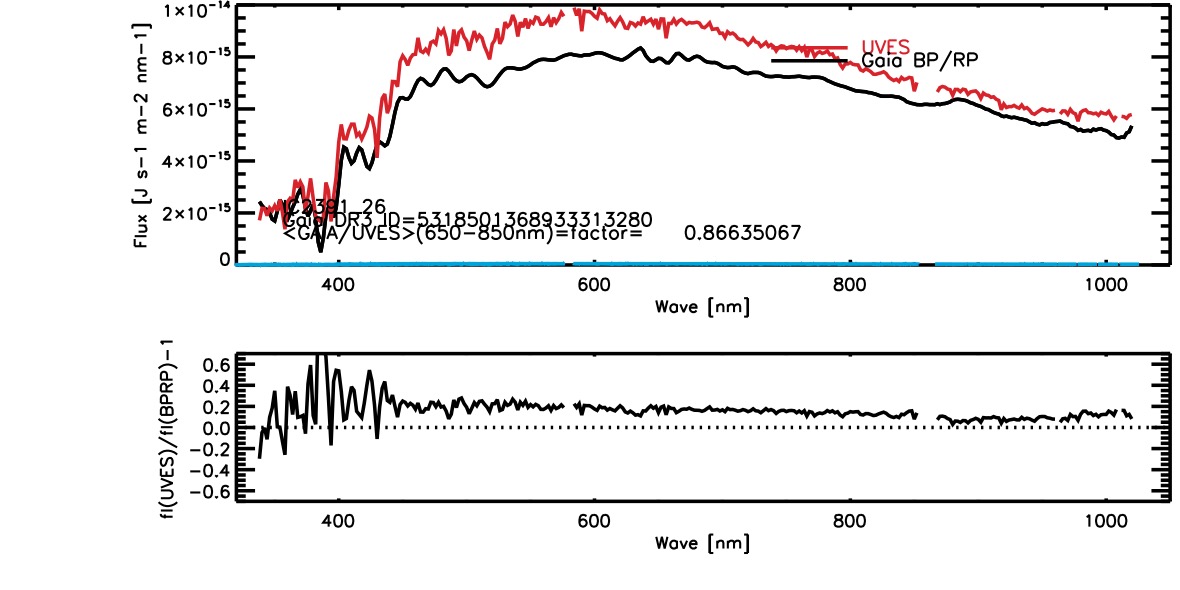 1×10−14
8×10−15
6×10−15
4×10−15
2×10−15
0
Flux [J s−1 m−2 nm−1]
UVES
Gaia BP/RP
IC2391_26
Gaia DR3 ID=5318501368933313280
<GAIA/UVES>(650−850nm)=factor= 0.86635067
400 600 800 1000
Wave [nm]
fl(UVES)/fl(BPRP)−1
0.6
0.4
0.2
0.0
−0.2
−0.4
−0.6
400 600 800 1000
Wave [nm]